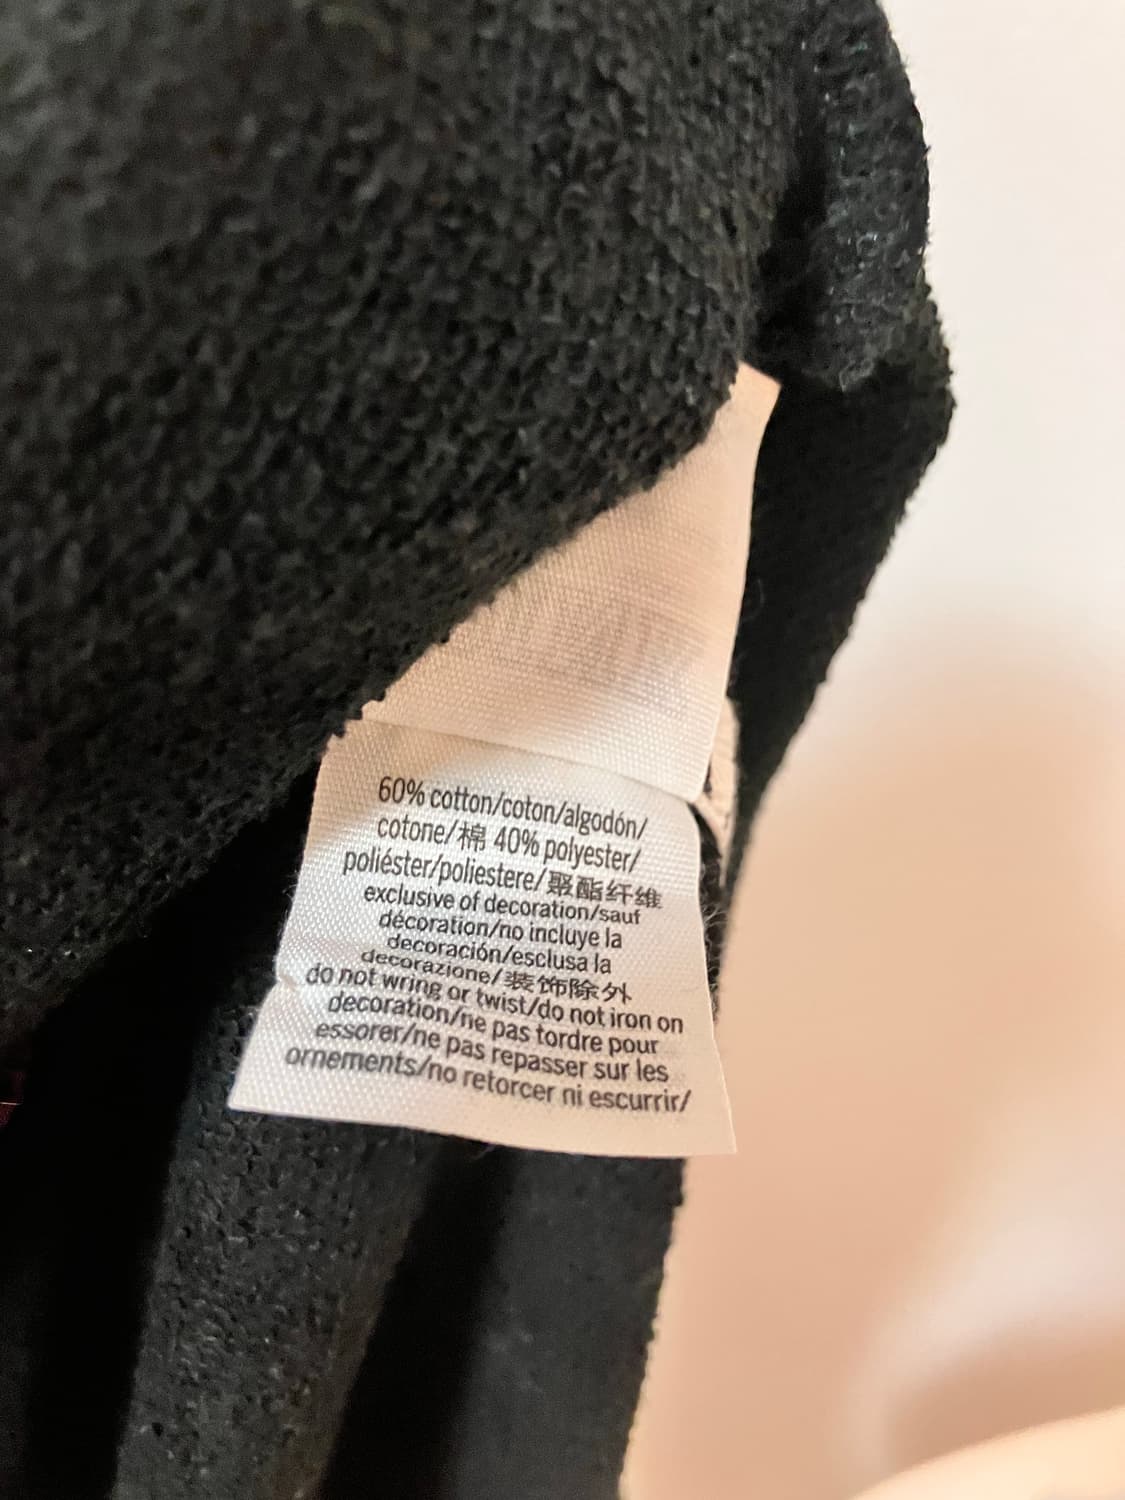 60% cotton/coton/algodón/
cotone/棉 40% polyester/
poliéster/poliestere/聚酯纤维
exclusive of decoration/sauf
décoration/no incluye la
decoración/esclusa la
decorazione/装饰除外
do not wring or twist/do not iron on
decoration/ne pas tordre pour
essorer/ne pas repasser sur les
ornements/no retorcer ni escurrir/